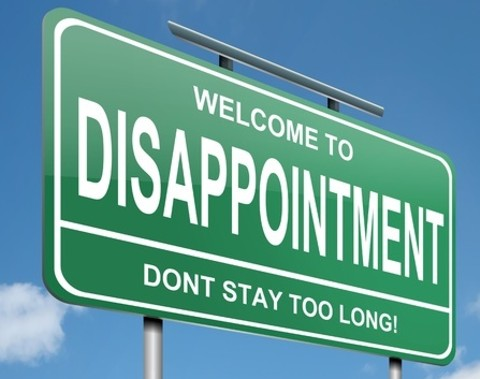 WELCOME TO
DISAPPOINTMENT
DONT STAY TOO LONG!